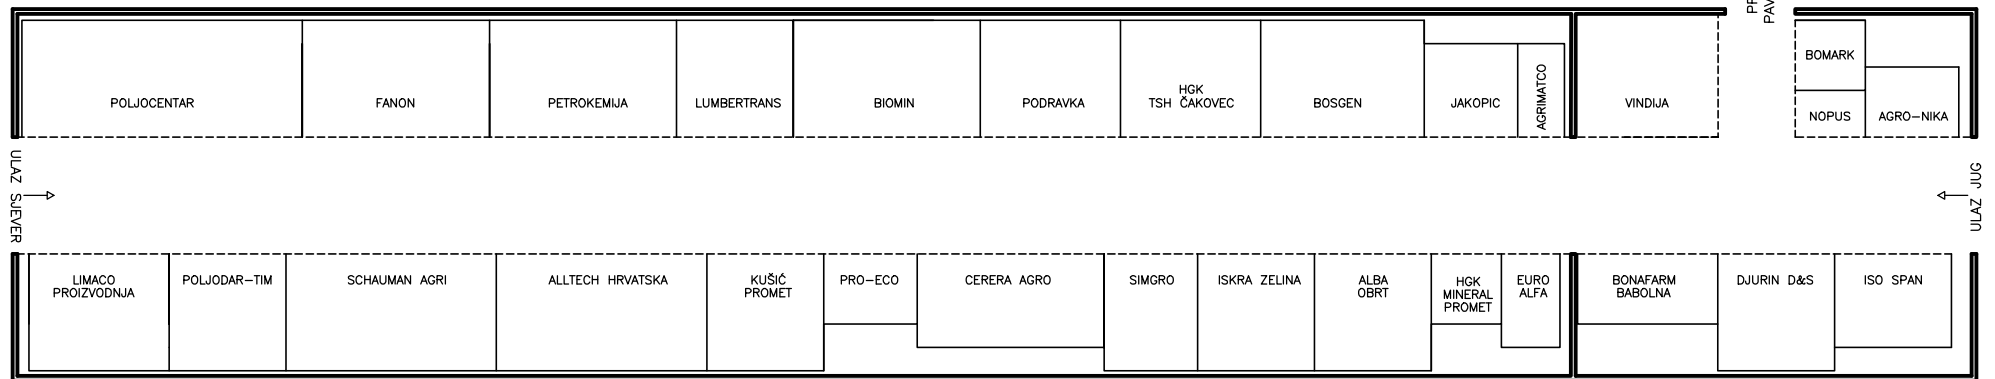 PR
PAV
BOMARK
POLJOCENTAR
FANON
PETROKEMIJA
LUMBERTRANS
BIOMIN
PODRAVKA
HGK
TSH ČAKOVEC
BOSGEN
JAKOPIC
AGRIMATCO
VINDIJA
NOPUS
AGRO–NIKA
ULAZ SJEVER
ULAZ JUG
LIMACO
PROIZVODNJA
POLJODAR–TIM
SCHAUMAN AGRI
ALLTECH HRVATSKA
KUŠIĆ
PROMET
PRO–ECO
CERERA AGRO
SIMGRO
ISKRA ZELINA
ALBA
OBRT
HGK
MINERAL
PROMET
EURO
ALFA
BONAFARM
BABOLNA
DJURIN D&S
ISO SPAN